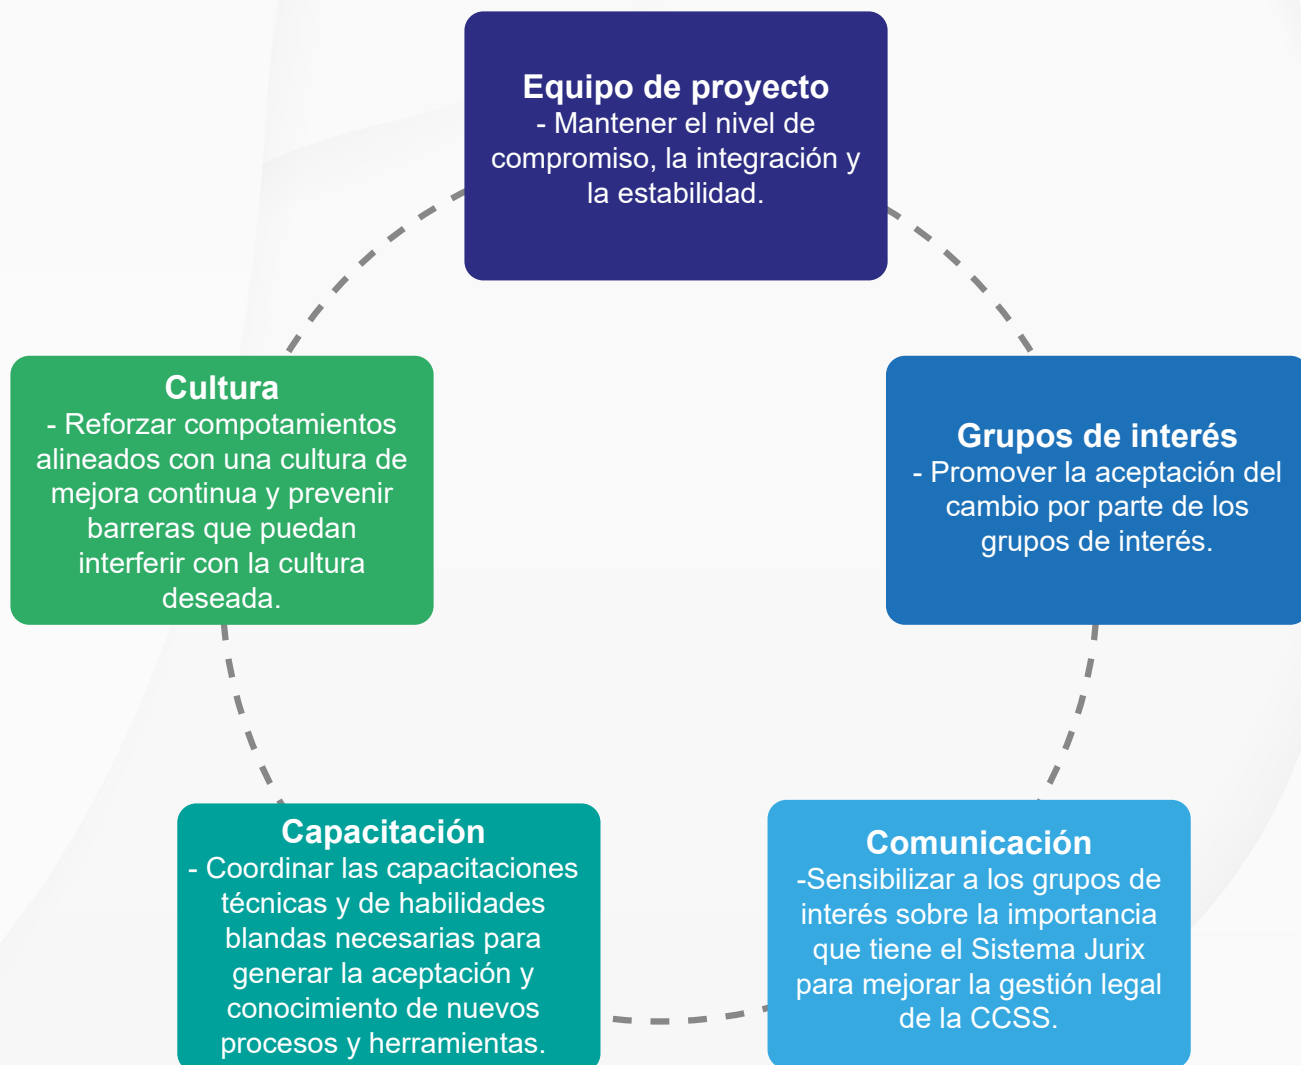 Equipo de proyecto
- Mantener el nivel de
compromiso, la integración y
la estabilidad.
Grupos de interés
- Promover la aceptación del
cambio por parte de los
grupos de interés.
Comunicación
-Sensibilizar a los grupos de
interés sobre la importancia
que tiene el Sistema Jurix
para mejorar la gestión legal
de la CCSS.
Capacitación
- Coordinar las capacitaciones
técnicas y de habilidades
blandas necesarias para
generar la aceptación y
conocimiento de nuevos
procesos y herramientas.
Cultura
- Reforzar compotamientos
alineados con una cultura de
mejora continua y prevenir
barreras que puedan
interferir con la cultura
deseada.